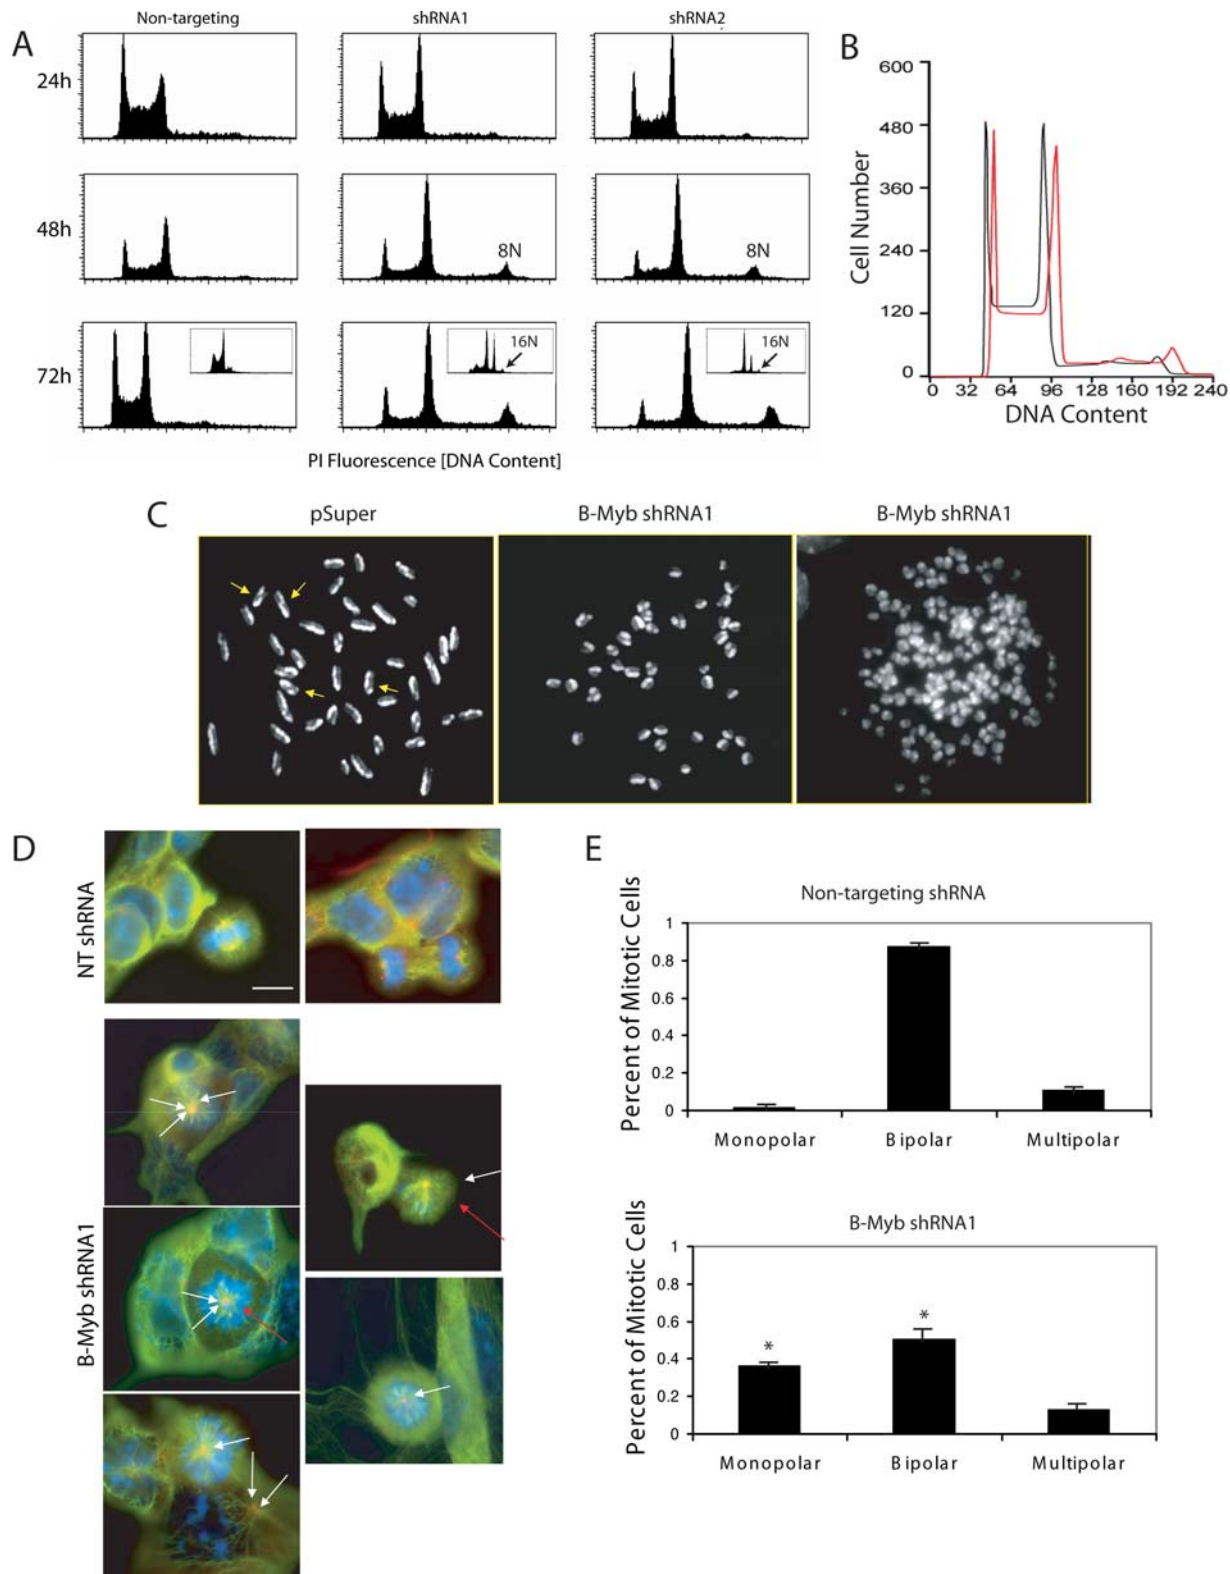 A
Non-targeting
shRNA1
shRNA2
24h
48h
8N
8N
72h
16N
16N
PI Fluorescence [DNA Content]
B
Cell Number
600
480
360
240
120
0
0 32 64 96 128 160 192 240
DNA Content
C
pSuper
B-Myb shRNA1
B-Myb shRNA1
D
NT shRNA
B-Myb shRNA1
E
Non-targeting shRNA
Percent of Mitotic Cells
1
0.8
0.6
0.4
0.2
0
Monopolar
Bipolar
Multipolar
B-Myb shRNA1
Percent of Mitotic Cells
1
0.8
0.6
0.4
0.2
0
*
*
Monopolar
Bipolar
Multipolar